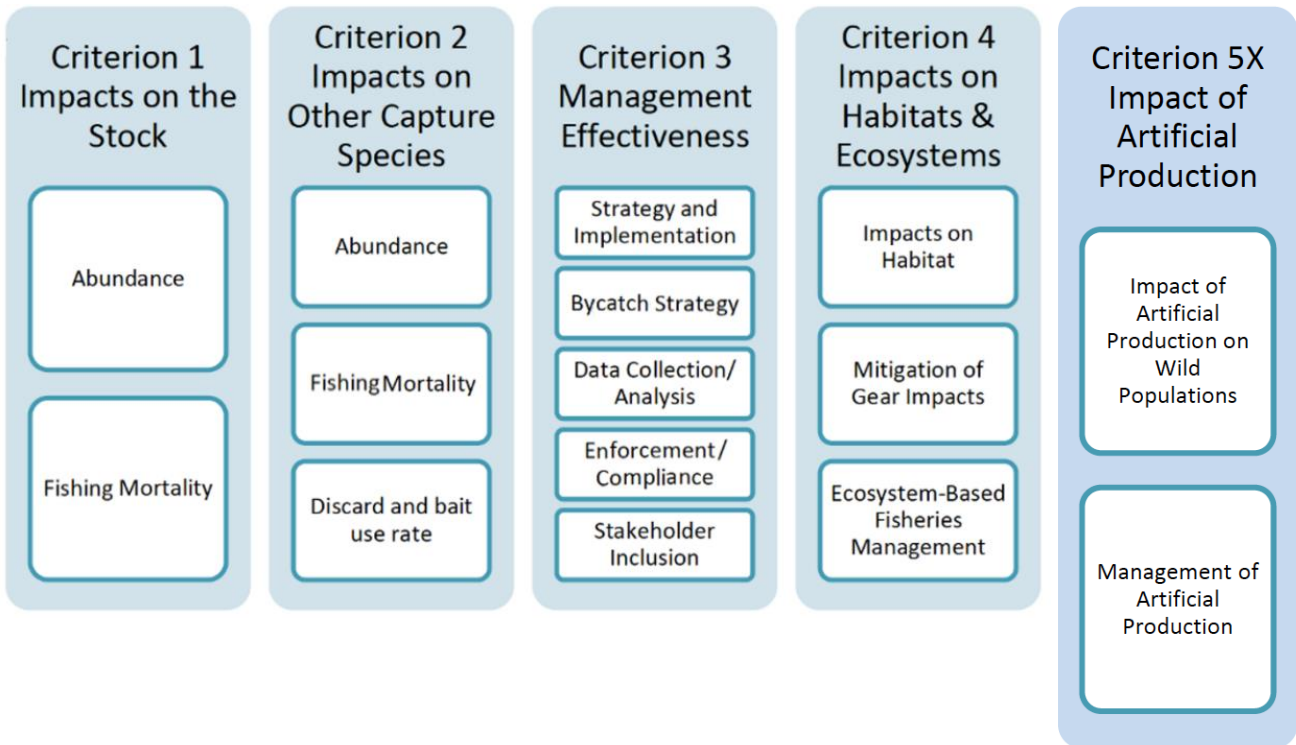 Criterion 1
Impacts on the
Stock
Abundance
Fishing Mortality
Criterion 2
Impacts on
Other Capture
Species
Abundance
Fishing Mortality
Discard and bait
use rate
Criterion 3
Management
Effectiveness
Strategy and
Implementation
Bycatch Strategy
Data Collection/
Analysis
Enforcement/
Compliance
Stakeholder
Inclusion
Criterion 4
Impacts on
Habitats &
Ecosystems
Impacts on
Habitat
Mitigation of
Gear Impacts
Ecosystem-Based
Fisheries
Management
Criterion 5X
Impact of
Artificial
Production
Impact of
Artificial
Production on
Wild
Populations
Management of
Artificial
Production